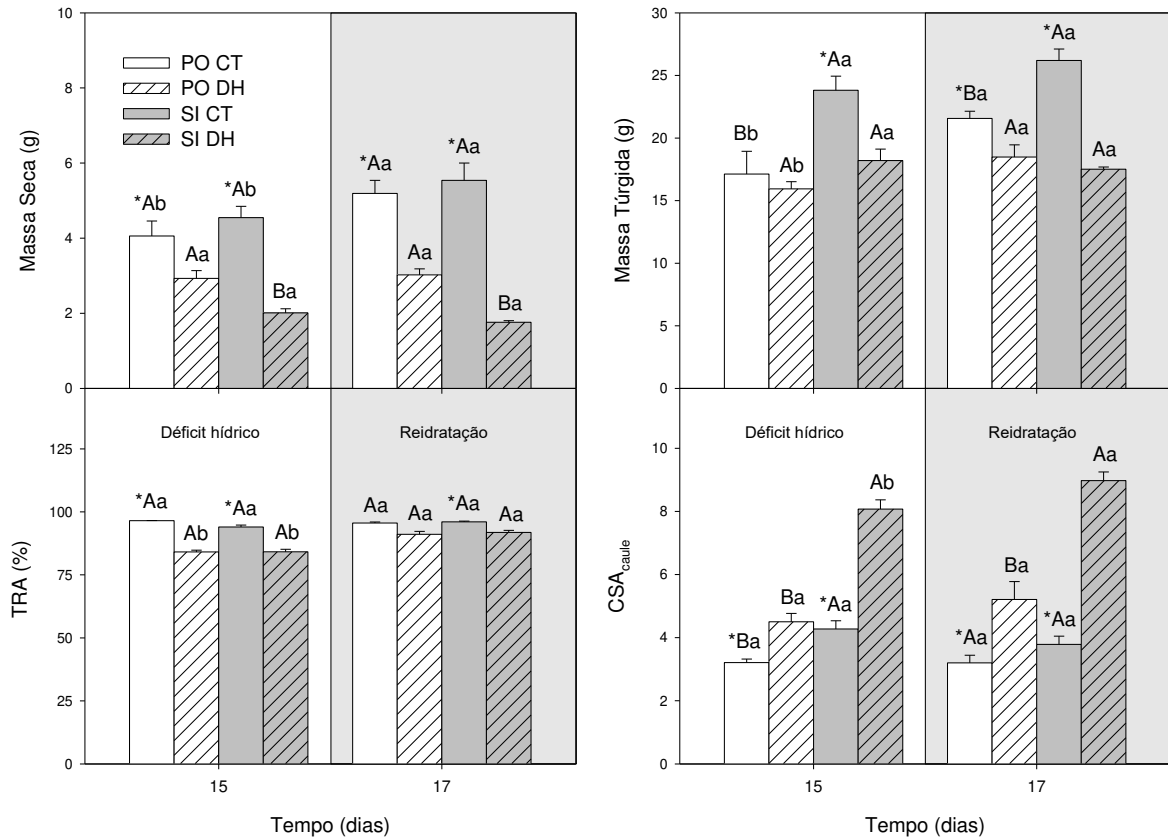 Massa Seca (g)
10
8
6
4
2
0
PO CT
PO DH
SI CT
SI DH
*Ab
Aa
*Ab
Ba
*Aa
Aa
*Aa
Ba
Massa Túrgida (g)
30
25
20
15
10
5
0
Bb
Ab
*Aa
Aa
*Ba
Aa
*Aa
Aa
TRA (%)
125
100
75
50
25
0
Déficit hídrico
Reidratação
*Aa
Ab
*Aa
Ab
Aa
Aa
*Aa
Aa
15
17
Tempo (dias)
CSAcaule
10
8
6
4
2
0
Déficit hídrico
Reidratação
*Ba
Ba
*Aa
Ab
*Aa
Ba
*Aa
Aa
15
17
Tempo (dias)